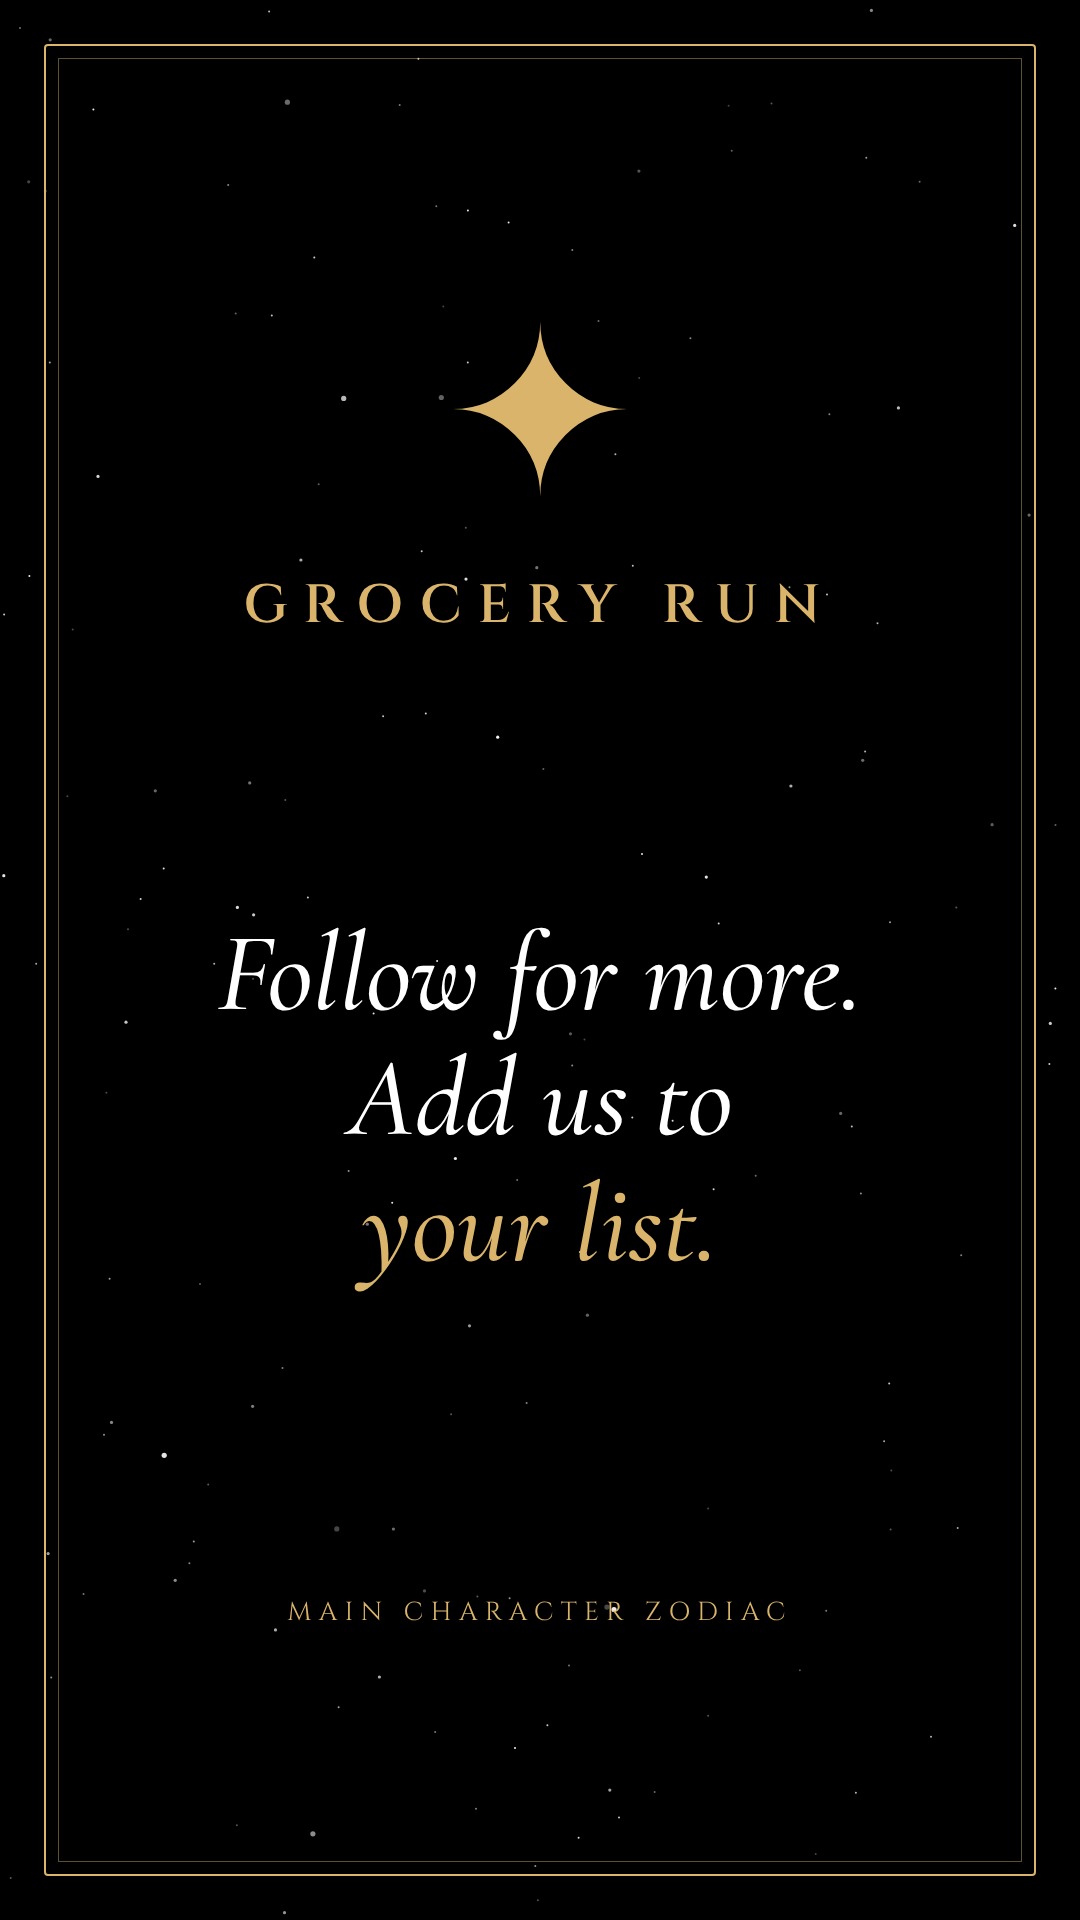 GROCERY RUN
Follow for more.
Add us to
your list.
MAIN CHARACTER ZODIAC